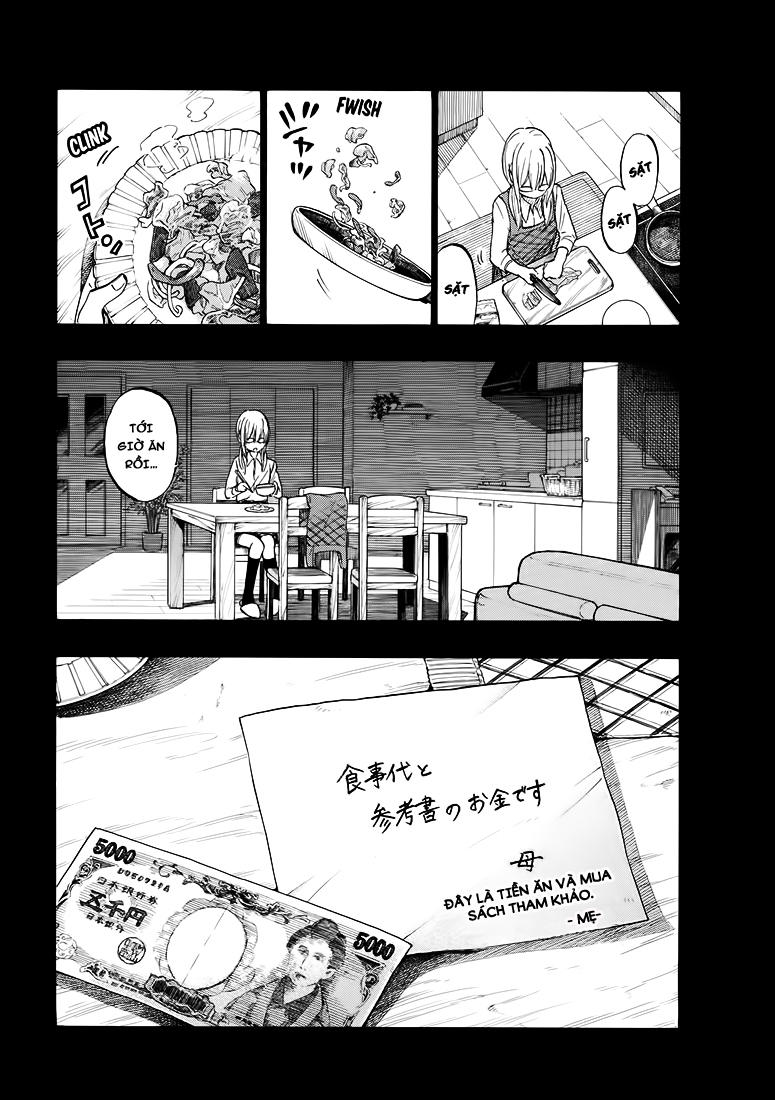 SẶT
SẶT
SẶT
FWISH
ジャッ
CLINK
コト。
TỚI
GIỜ ĂN
RỒI...
食事代と
参考書のお金です
母
ĐÂY LÀ TIỀN ĂN VÀ MUA
SÁCH THAM KHẢO.
- MẸ-
5000
日本銀行券
五千円
日本銀行
5000